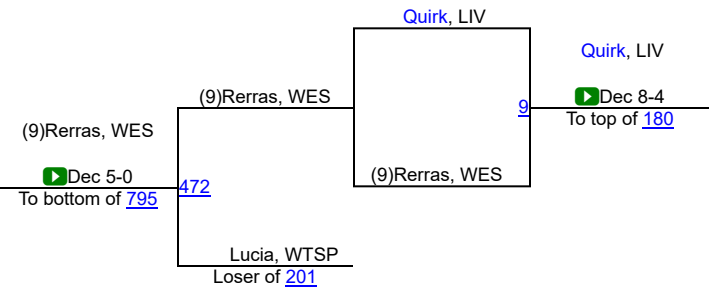 Quirk, LIV
Quirk, LIV
(9)Rerras, WES
Dec 8-4
9
To top of 180
(9)Rerras, WES
(9)Rerras, WES
Dec 5-0
472
To bottom of 795
Lucia, WTSP
Loser of 201